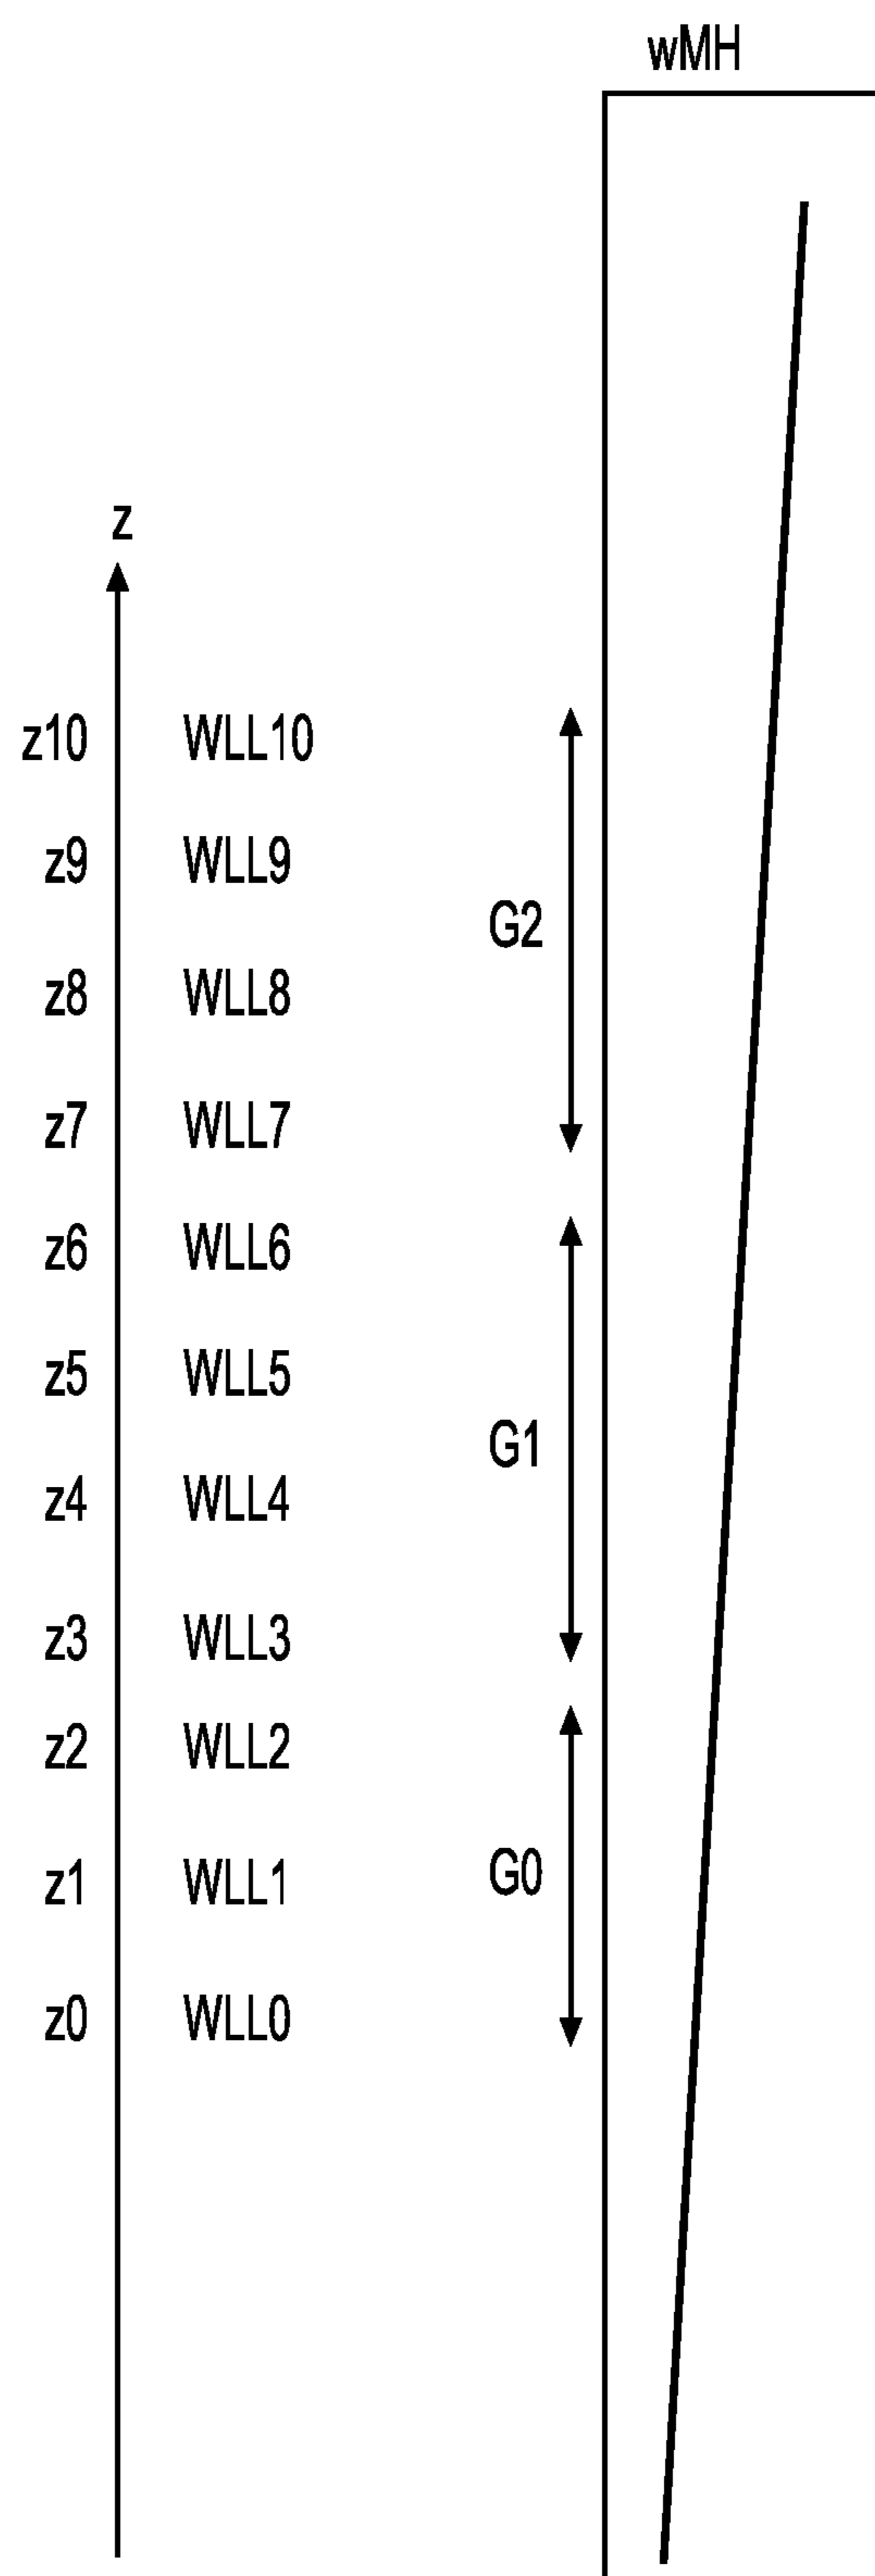 wMH
z
z10 WLL10
z9 WLL9
G2
z8 WLL8
z7 WLL7
z6 WLL6
z5 WLL5
G1
z4 WLL4
z3 WLL3
z2 WLL2
z1 WLL1 G0
z0 WLL0